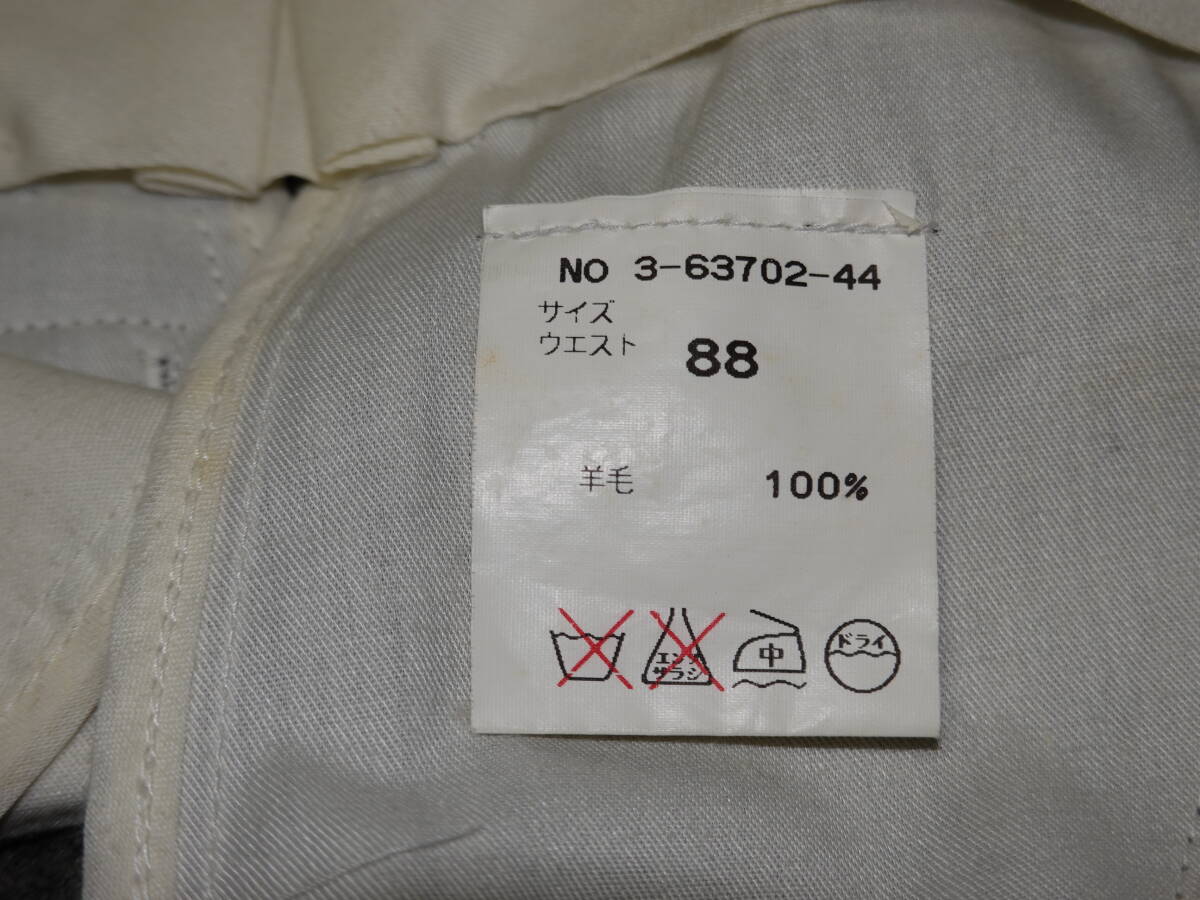 NO 3-63702-44
サイズ
ウエスト 88
羊毛 100%
エンソ サラシ 中 ドライ